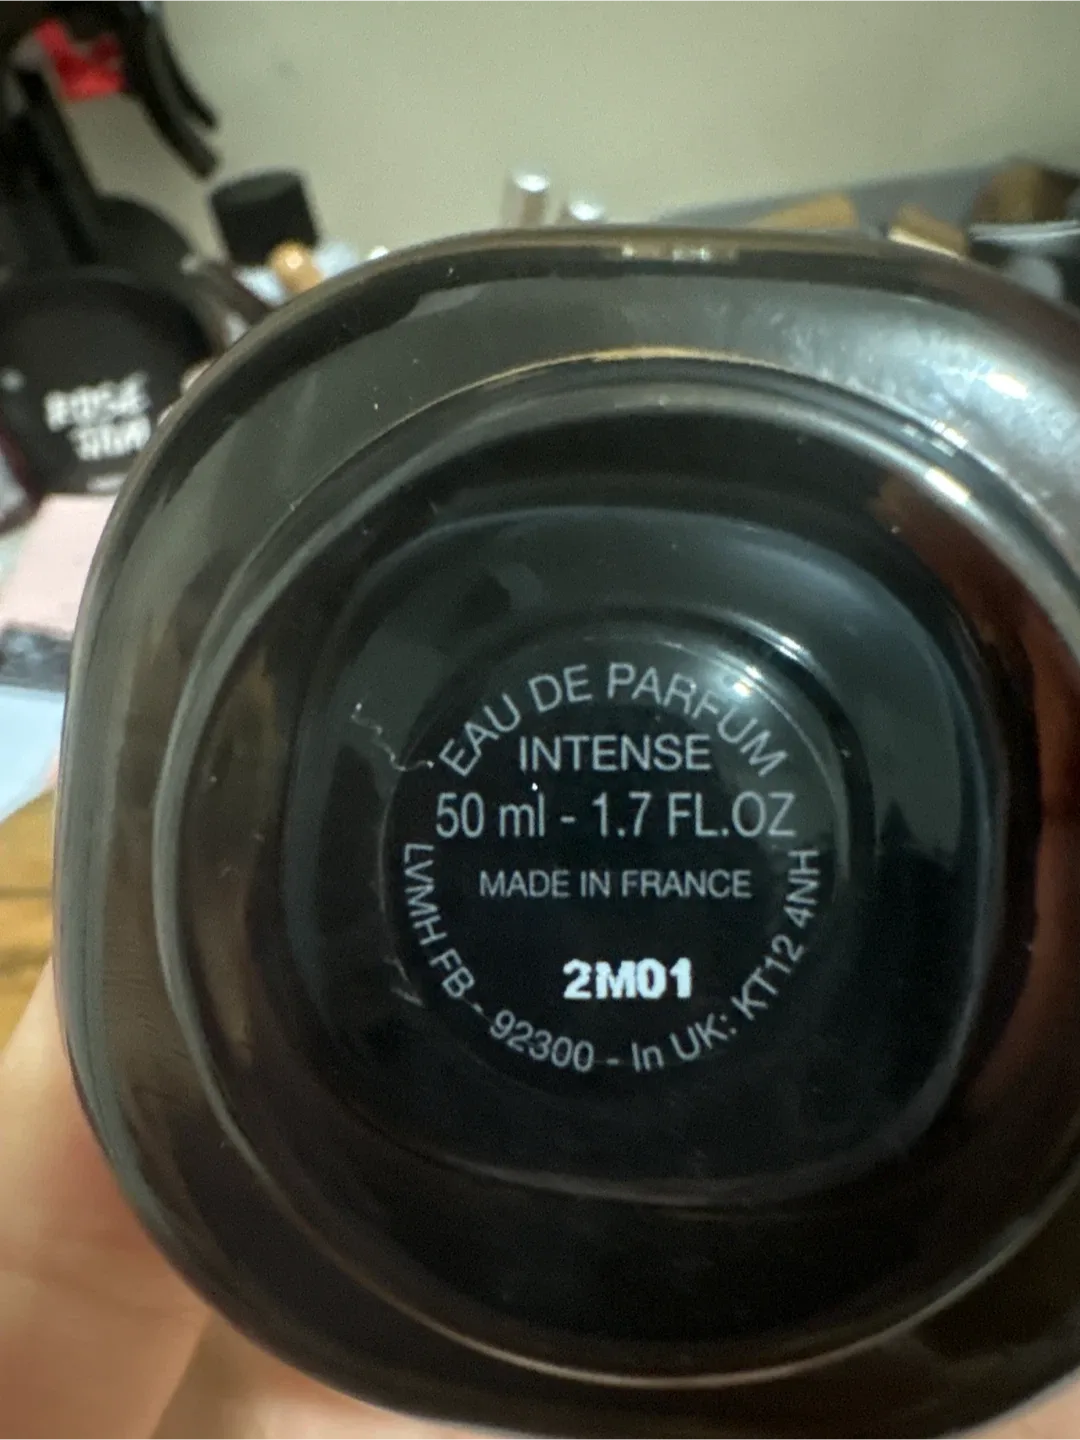 EAU DE PARFUM
INTENSE
50 ml - 1.7 FL.OZ
MADE IN FRANCE
2M01
LVMH FB - 92300 - In UK: KT12 4NH
ROSE